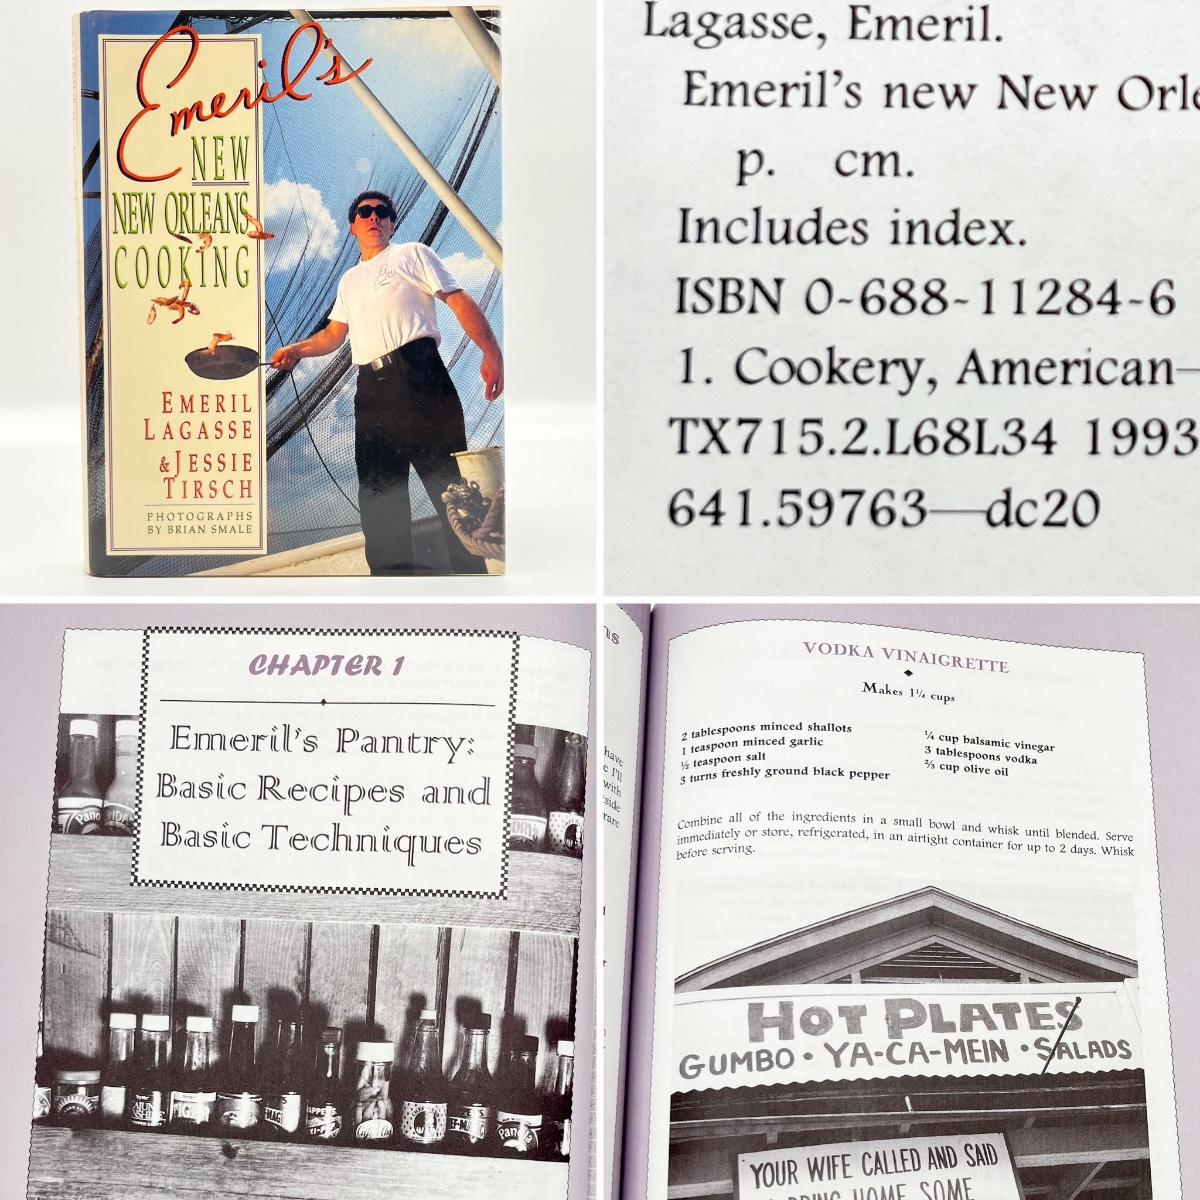 Emeril's
NEW
NEW ORLEANS
COOKING
EMERIL
LAGASSE
& JESSIE
TIRSCH
PHOTOGRAPHS
BY BRIAN SMALE
Lagasse, Emeril.
Emeril's new New Orle
p. cm.
Includes index.
ISBN 0-688-11284-6
1. Cookery, American—
TX715.2.L68L34 1993
641.59763—dc20
CHAPTER 1
Emeril's Pantry:
Basic Recipes and
Basic Techniques
VODKA VINAIGRETTE
Makes 1¼ cups
2 tablespoons minced shallots
1 teaspoon minced garlic
½ teaspoon salt
3 turns freshly ground black pepper
¼ cup balsamic vinegar
3 tablespoons vodka
⅔ cup olive oil
Combine all of the ingredients in a small bowl and whisk until blended. Serve
immediately or store, refrigerated, in an airtight container for up to 2 days. Whisk
before serving.
HOT PLATES
GUMBO • YA-CA-MEIN • SALADS
YOUR WIFE CALLED AND SAID
HOME SOME
have
I'll
with
rare